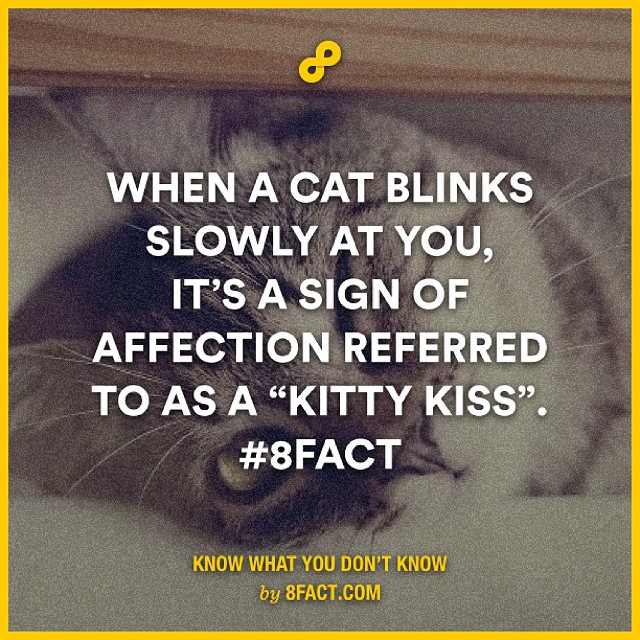 WHEN A CAT BLINKS
SLOWLY AT YOU,
IT'S A SIGN OF
AFFECTION REFERRED
TO AS A “KITTY KISS”.
#8FACT
KNOW WHAT YOU DON'T KNOW
by 8FACT.COM